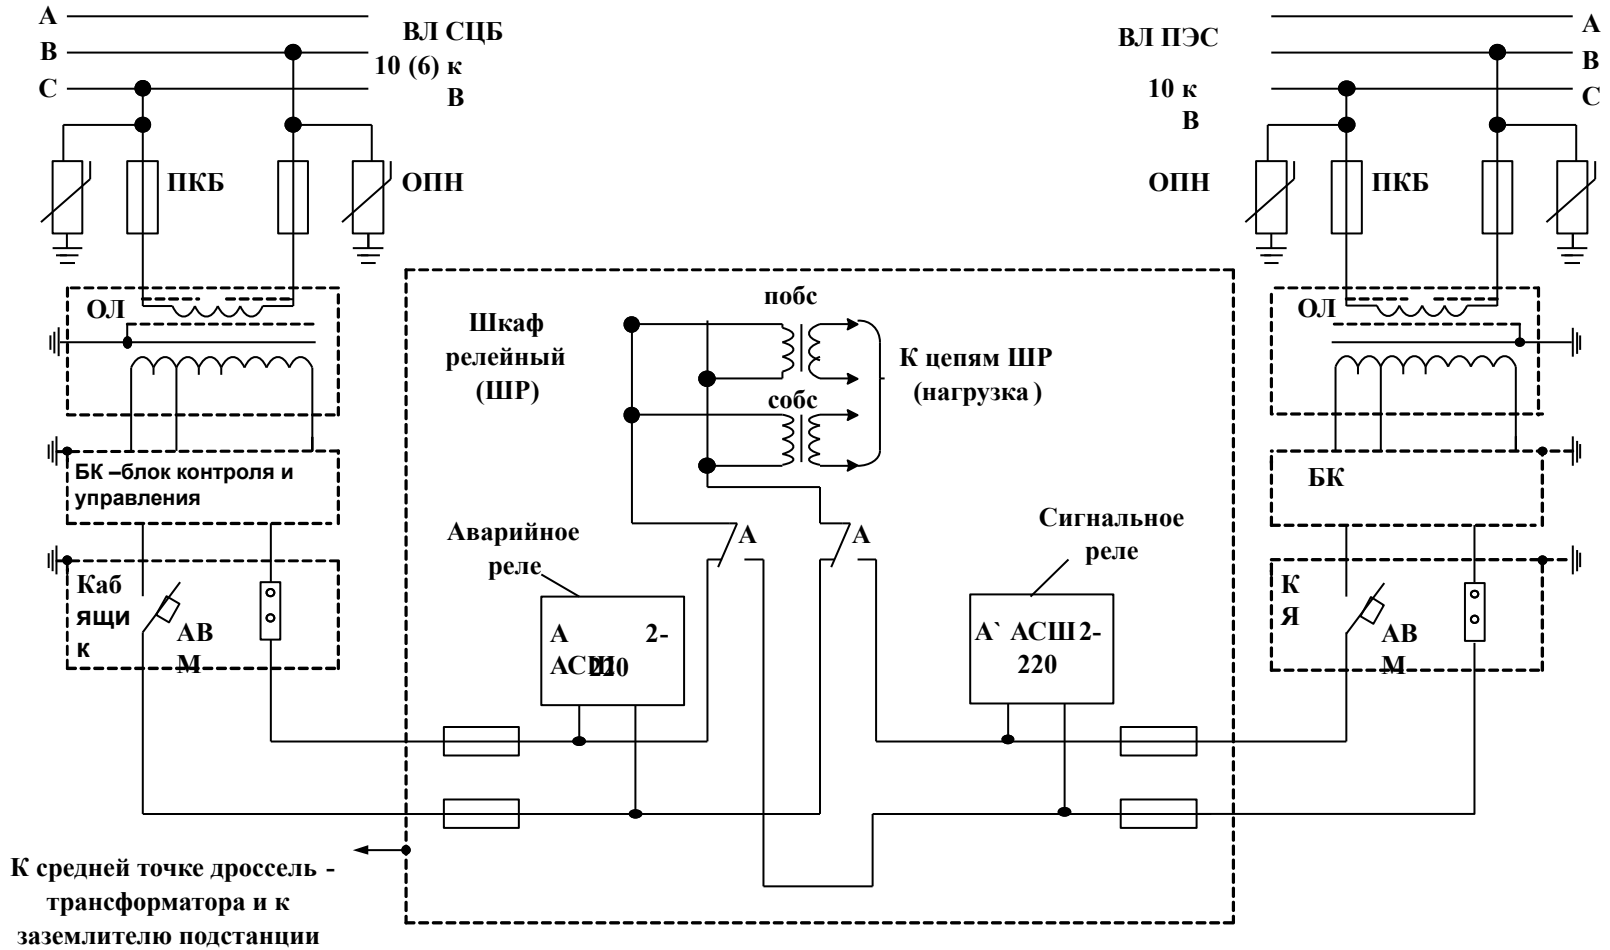 А
В
С
ВЛ СЦБ
10 (6) к
В
ПКБ
ОПН
ВЛ ПЭС
10 к
В
А
В
С
ОПН
ПКБ
ОЛ
БК –блок контроля и
управления
Каб
ящи
к
АВ
М
Шкаф
релейный
(ШР)
побс
собс
К цепям ШР
(нагрузка)
Аварийное
реле
А
А
Сигнальное
реле
А 2-
АСШ
220
А` АСШ2-
220
ОЛ
БК
К
Я
АВ
М
К средней точке дроссель -
трансформатора и к
заземлителю подстанции